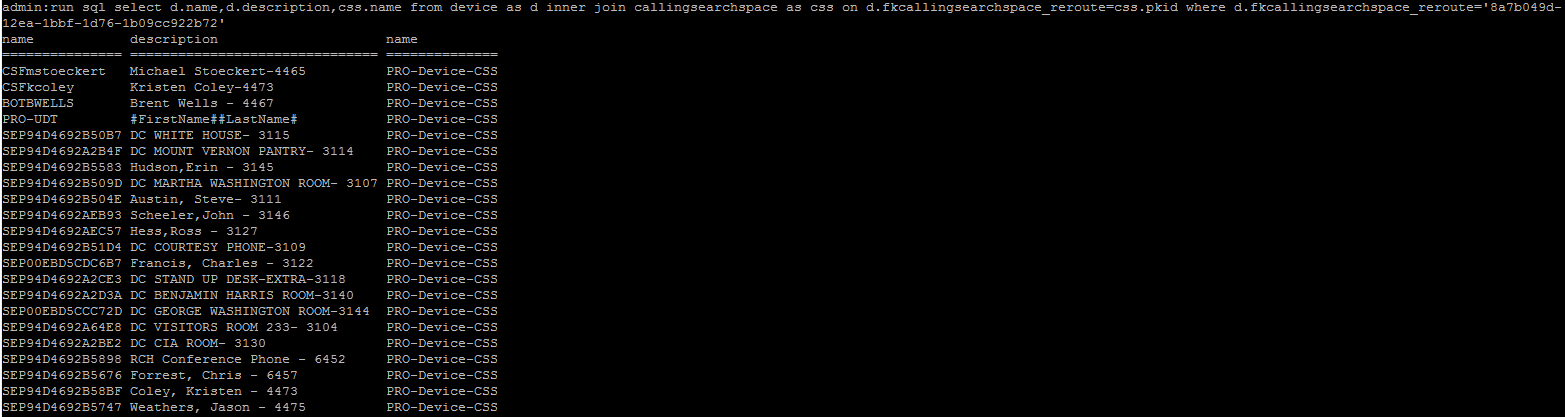 admin:run sql select d.name,d.description,css.name from device as d inner join callingsearchspace as css on d.fkcallingsearchspace_reroute=css.pkid where d.fkcallingsearchspace_reroute='8a7b049d-
12ea-1bbf-1d76-1b09cc922b72'
name            description                     name
=============== =============================== ==============
CSFmstoeckert   Michael Stoeckert-4465          PRO-Device-CSS
CSFkcoley       Kristen Coley-4473              PRO-Device-CSS
BOTBWELLS       Brent Wells - 4467              PRO-Device-CSS
PRO-UDT         #FirstName##LastName#           PRO-Device-CSS
SEP94D4692B50B7 DC WHITE HOUSE- 3115            PRO-Device-CSS
SEP94D4692A2B4F DC MOUNT VERNON PANTRY- 3114    PRO-Device-CSS
SEP94D4692B5583 Hudson,Erin - 3145              PRO-Device-CSS
SEP94D4692B509D DC MARTHA WASHINGTON ROOM- 3107 PRO-Device-CSS
SEP94D4692B504E Austin, Steve- 3111             PRO-Device-CSS
SEP94D4692AEB93 Scheeler,John - 3146            PRO-Device-CSS
SEP94D4692AEC57 Hess,Ross - 3127                PRO-Device-CSS
SEP94D4692B51D4 DC COURTESY PHONE-3109          PRO-Device-CSS
SEP00EBD5CDC6B7 Francis, Charles - 3122         PRO-Device-CSS
SEP94D4692A2CE3 DC STAND UP DESK-EXTRA-3118     PRO-Device-CSS
SEP94D4692A2D3A DC BENJAMIN HARRIS ROOM-3140    PRO-Device-CSS
SEP00EBD5CCC72D DC GEORGE WASHINGTON ROOM-3144  PRO-Device-CSS
SEP94D4692A64E8 DC VISITORS ROOM 233- 3104      PRO-Device-CSS
SEP94D4692A2BE2 DC CIA ROOM- 3130               PRO-Device-CSS
SEP94D4692B5898 RCH Conference Phone - 6452     PRO-Device-CSS
SEP94D4692B5676 Forrest, Chris - 6457           PRO-Device-CSS
SEP94D4692B58BF Coley, Kristen - 4473           PRO-Device-CSS
SEP94D4692B5747 Weathers, Jason - 4475          PRO-Device-CSS